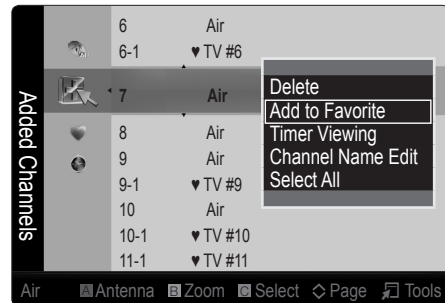 Added Channels
6 Air
6-1 ♥ TV #6
7 Air
8 Air
9 Air
9-1 ♥ TV #9
10 Air
10-1 ♥ TV #10
11-1 ♥ TV #11
Delete
Add to Favorite
Timer Viewing
Channel Name Edit
Select All
Air A Antenna B Zoom C Select Page Tools